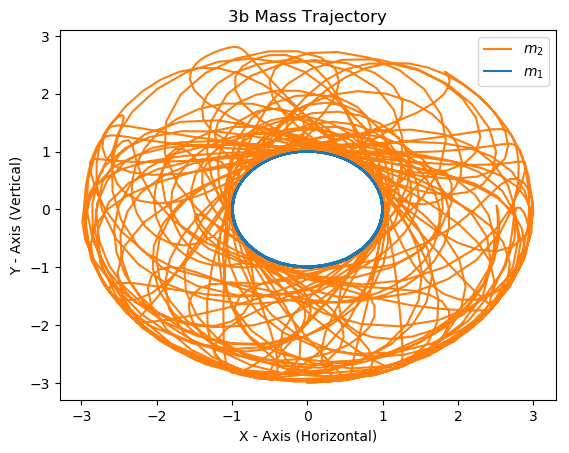 3b Mass Trajectory
m₂
m₁
Y - Axis (Vertical)
3
2
1
0
−1
−2
−3
−3
−2
−1
0
1
2
3
X - Axis (Horizontal)